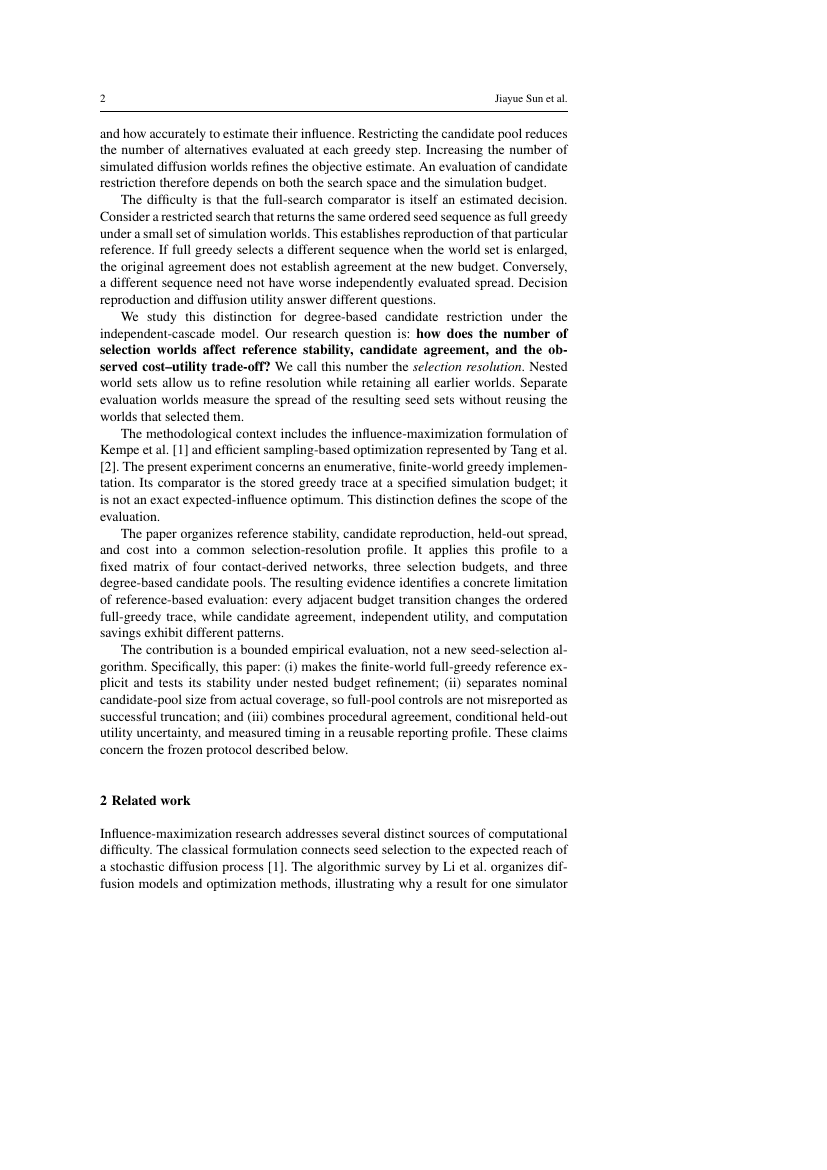 2
Jiayue Sun et al.
and how accurately to estimate their influence. Restricting the candidate pool reduces
the number of alternatives evaluated at each greedy step. Increasing the number of
simulated diffusion worlds refines the objective estimate. An evaluation of candidate
restriction therefore depends on both the search space and the simulation budget.
The difficulty is that the full-search comparator is itself an estimated decision.
Consider a restricted search that returns the same ordered seed sequence as full greedy
under a small set of simulation worlds. This establishes reproduction of that particular
reference. If full greedy selects a different sequence when the world set is enlarged,
the original agreement does not establish agreement at the new budget. Conversely,
a different sequence need not have worse independently evaluated spread. Decision
reproduction and diffusion utility answer different questions.
We study this distinction for degree-based candidate restriction under the
independent-cascade model. Our research question is: how does the number of
selection worlds affect reference stability, candidate agreement, and the ob-
served cost–utility trade-off? We call this number the selection resolution. Nested
world sets allow us to refine resolution while retaining all earlier worlds. Separate
evaluation worlds measure the spread of the resulting seed sets without reusing the
worlds that selected them.
The methodological context includes the influence-maximization formulation of
Kempe et al. [1] and efficient sampling-based optimization represented by Tang et al.
[2]. The present experiment concerns an enumerative, finite-world greedy implemen-
tation. Its comparator is the stored greedy trace at a specified simulation budget; it
is not an exact expected-influence optimum. This distinction defines the scope of the
evaluation.
The paper organizes reference stability, candidate reproduction, held-out spread,
and cost into a common selection-resolution profile. It applies this profile to a
fixed matrix of four contact-derived networks, three selection budgets, and three
degree-based candidate pools. The resulting evidence identifies a concrete limitation
of reference-based evaluation: every adjacent budget transition changes the ordered
full-greedy trace, while candidate agreement, independent utility, and computation
savings exhibit different patterns.
The contribution is a bounded empirical evaluation, not a new seed-selection al-
gorithm. Specifically, this paper: (i) makes the finite-world full-greedy reference ex-
plicit and tests its stability under nested budget refinement; (ii) separates nominal
candidate-pool size from actual coverage, so full-pool controls are not misreported as
successful truncation; and (iii) combines procedural agreement, conditional held-out
utility uncertainty, and measured timing in a reusable reporting profile. These claims
concern the frozen protocol described below.
2 Related work
Influence-maximization research addresses several distinct sources of computational
difficulty. The classical formulation connects seed selection to the expected reach of
a stochastic diffusion process [1]. The algorithmic survey by Li et al. organizes dif-
fusion models and optimization methods, illustrating why a result for one simulator